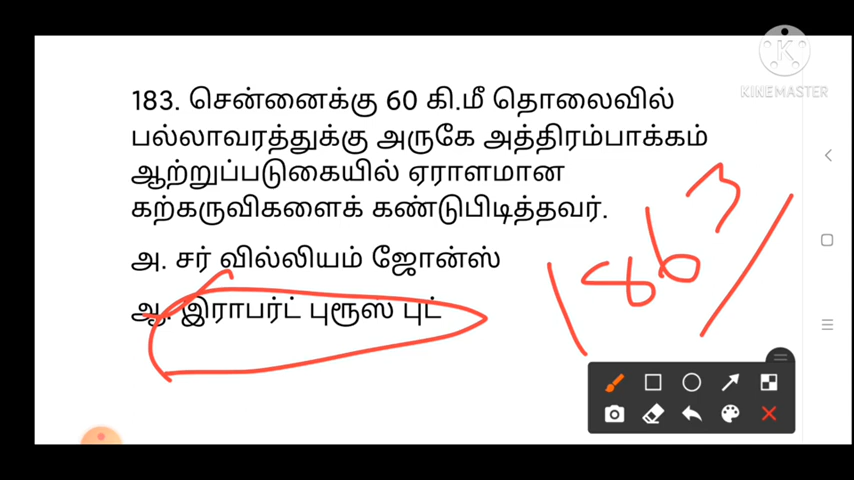 KINEMASTER
183. சென்னைக்கு 60 கி.மீ தொலைவில்
பல்லாவரத்துக்கு அருகே அத்திரம்பாக்கம்
ஆற்றுப்படுகையில் ஏராளமான
கற்கருவிகளைக் கண்டுபிடித்தவர்.
அ. சர் வில்லியம் ஜோன்ஸ்
ஆ. இராபர்ட் புரூஸ் புட்
1863